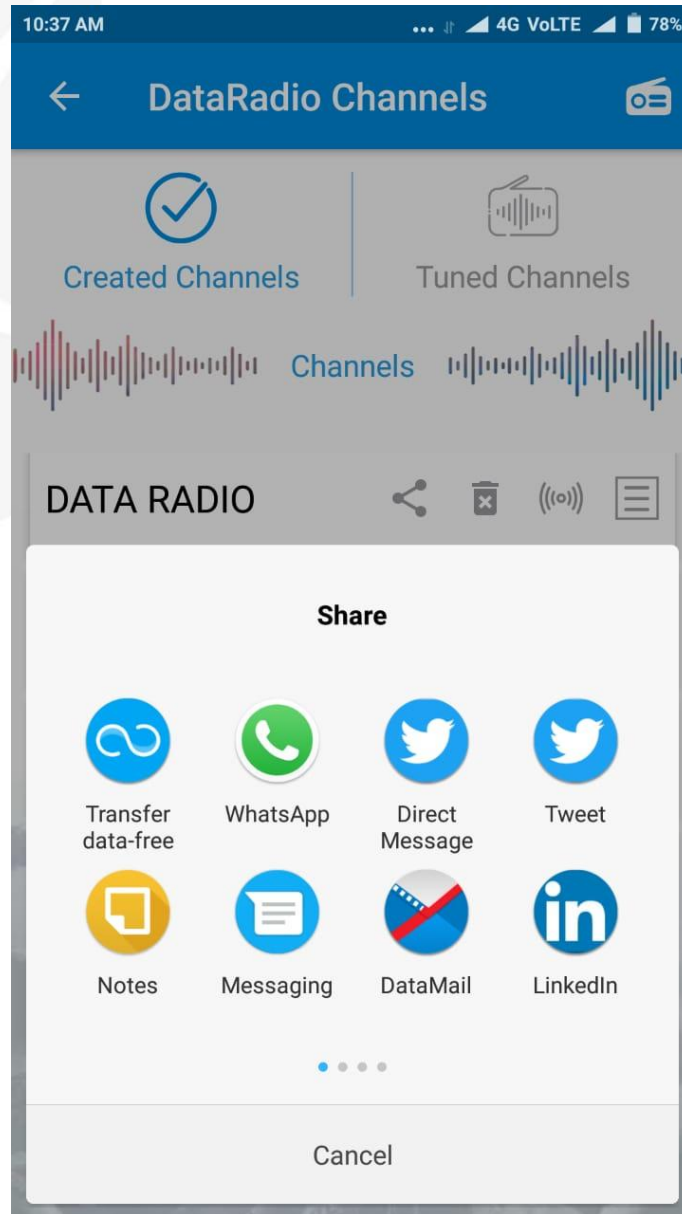 10:37 AM ... 4G VoLTE 78%
DataRadio Channels
Created Channels Tuned Channels
Channels
DATA RADIO
Share
Transfer data-free
WhatsApp
Direct Message
Tweet
Notes Messaging DataMail LinkedIn
in
Cancel